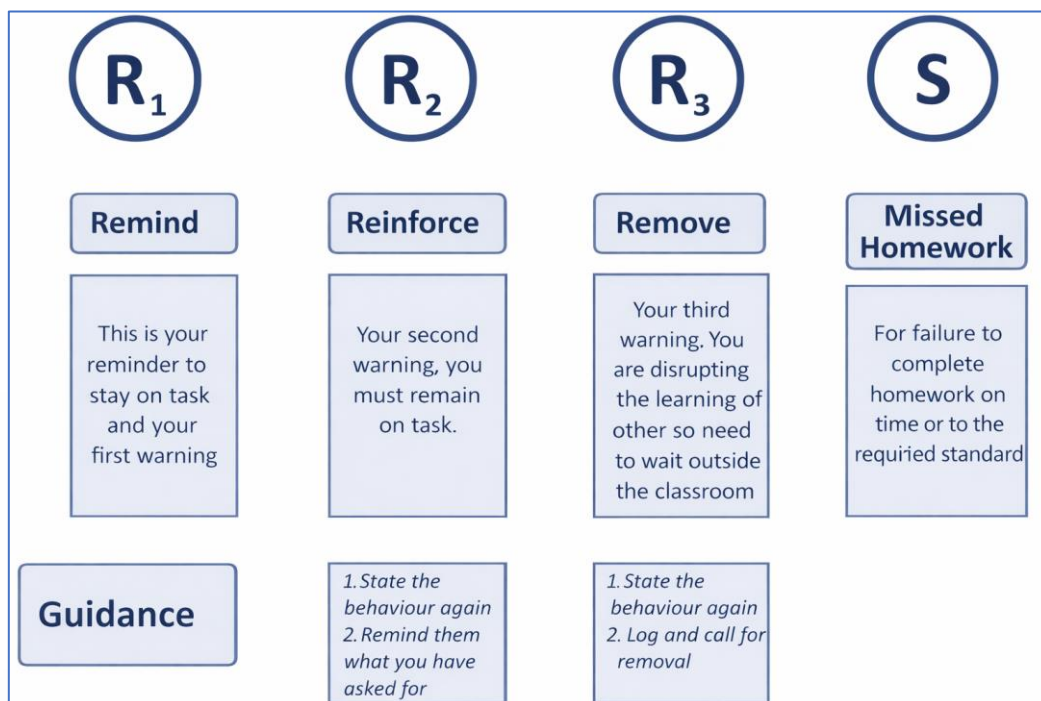 R1
Remind
This is your
reminder to
stay on task
and your
first warning
R2
Reinforce
Your second
warning, you
must remain
on task.
R3
Remove
Your third
warning. You
are disrupting
the learning of
other so need
to wait outside
the classroom
S
Missed
Homework
For failure to
complete
homework on
time or to the
requiried standard
Guidance
1. State the
behaviour again
2. Remind them
what you have
asked for
1. State the
behaviour again
2. Log and call for
removal